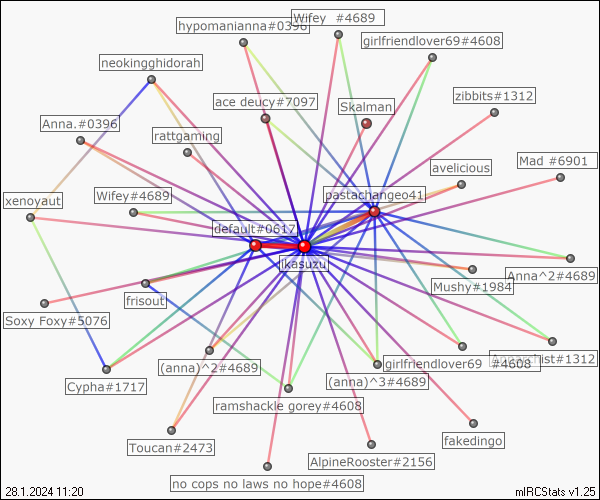 hypomanianna#0396
Wifey #4689
girlfriendlover69#4608
neokingghidorah
ace deucy#7097
Skalman
zibbits#1312
Anna.#0396
rattgaming
avelicious
Mad #6901
xenoyaut
Wifey#4689
pastachangeo41
default#0617
ikasuzu
Anna^2#4689
Mushy#1984
frisout
Soxy Foxy#5076
girlfriendlover69 #4608
#1312
Cypha#1717
(anna)^2#4689
(anna)^3#4689
ramshackle gorey#4608
Toucan#2473
AlpineRooster#2156
fakedingo
no cops no laws no hope#4608
28.1.2024 11:20
mIRCStats v1.25